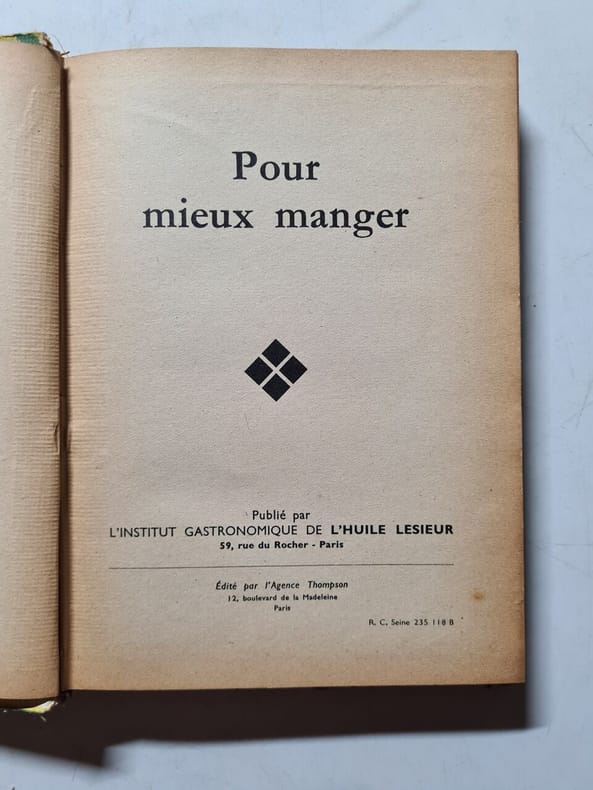 Pour
mieux manger
Publié par
L'INSTITUT GASTRONOMIQUE DE L'HUILE LESIEUR
59, rue du Rocher - Paris
Édité par l'Agence Thompson
12, boulevard de la Madeleine
Paris
R. C. Seine 235 118 B